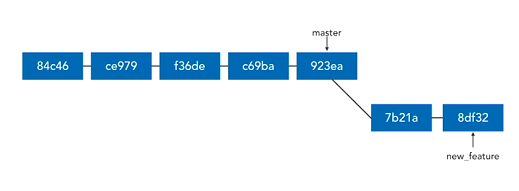 master
84c46 ce979 f36de c69ba 923ea
7b21a 8df32
new_feature